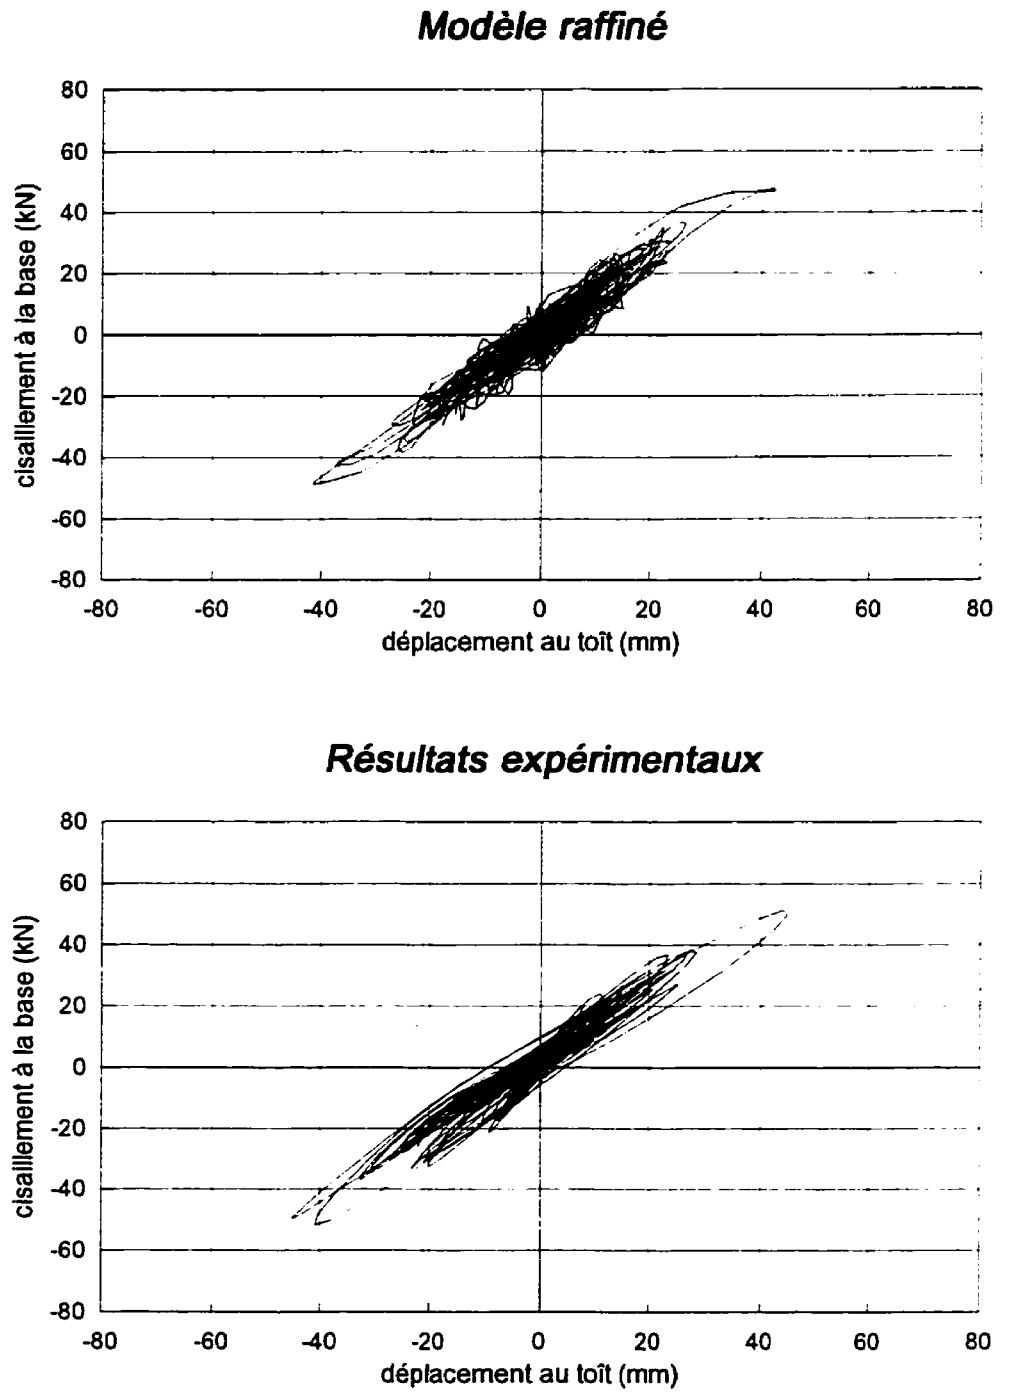 Modèle raffiné
80
60
40
20
0
-20
-40
-60
-80
cisaillement à la base (kN)
-80 -60 -40 -20 0 20 40 60 80
déplacement au toît (mm)
Résultats expérimentaux
80
60
40
20
0
-20
-40
-60
-80
cisaillement à la base (kN)
-80 -60 -40 -20 0 20 40 60 80
déplacement au toît (mm)